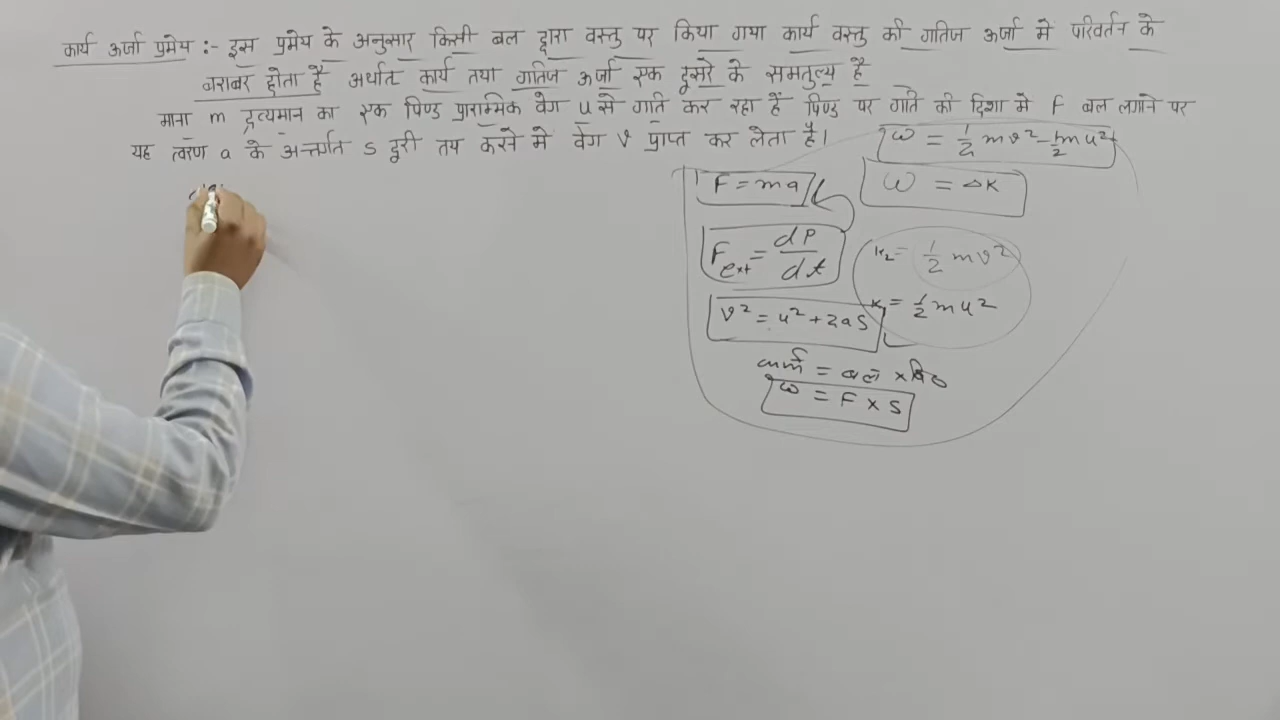 कार्य ऊर्जा प्रमेय :- इस प्रमेय के अनुसार किसी बल द्वारा वस्तु पर किया गया कार्य वस्तु की गतिज ऊर्जा में परिवर्तन के
बराबर होता है अर्थात कार्य तथा गतिज ऊर्जा एक दूसरे के समतुल्य है
माना m द्रव्यमान का एक पिण्ड प्रारम्भिक वेग u से गति कर रहा हैं पिण्ड पर गति की दिशा में F बल लगाने पर
यह त्वरण a के अन्तर्गत s दूरी तय करने में वेग v प्राप्त कर लेता है।
W = 1/2 mv² - 1/2 mu²
F = ma
W = ΔK
F ext = dP/dt
K₂ = 1/2 mv²
v² = u² + 2as
K = 1/2 mu²
कार्य = बल ×
W = F × S